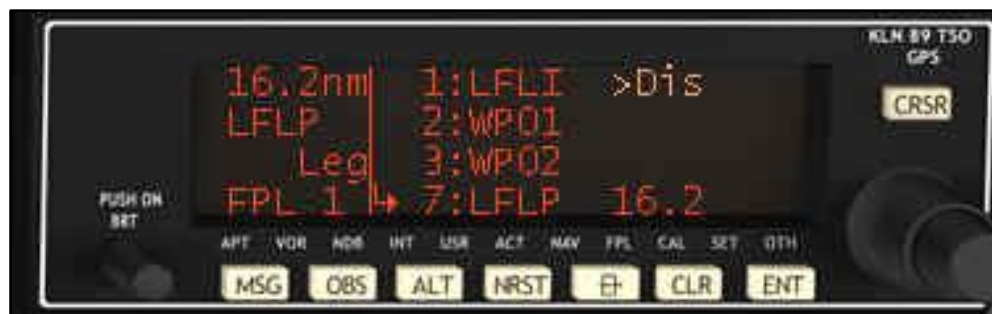 KLN 89 TSO
GPS
16.2nm 1:LFLI >Dis
LFLP 2:WP01
Leg 3:WP02
FPL 1 7:LFLP 16.2
CRSR
PUSH ON
BRT
APT VOR NDB INT USR ACT NAV FPL CAL SET OTH
MSG OBS ALT NRST CLR ENT